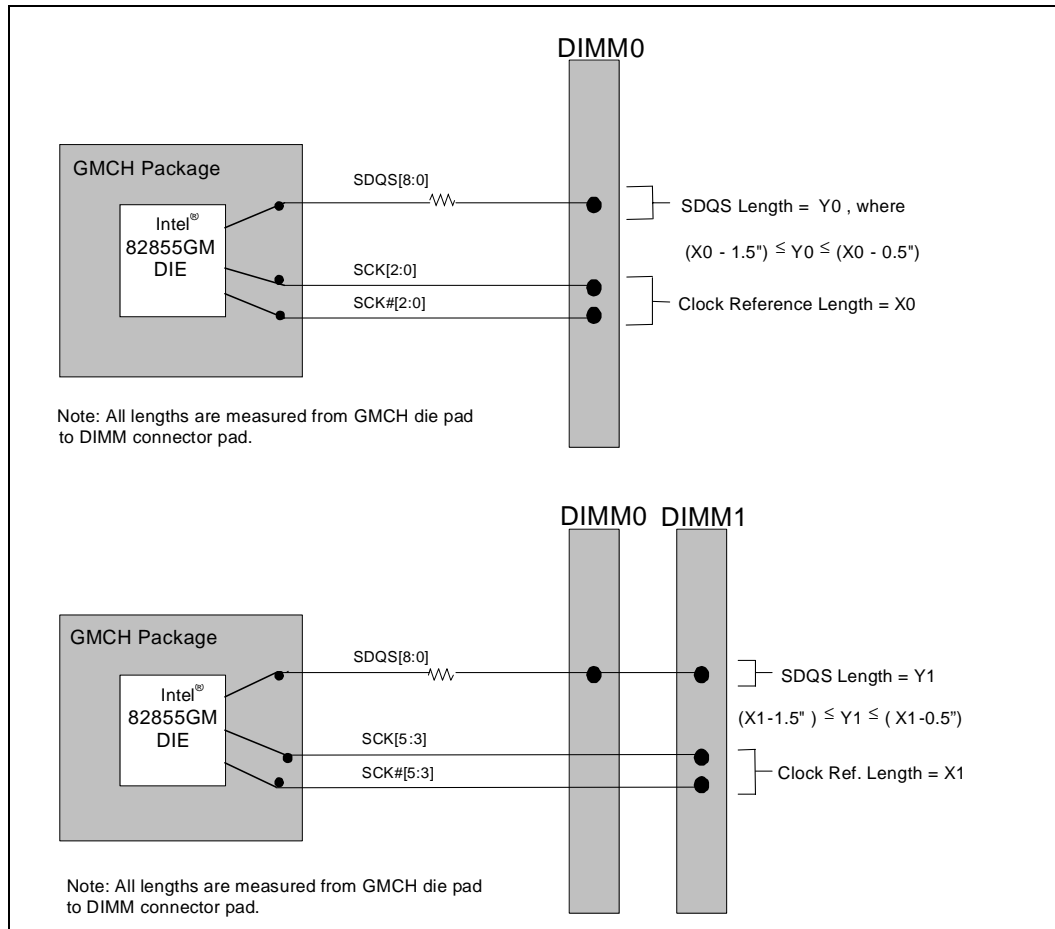 DIMM0
GMCH Package
SDQS[8:0]
Intel®
82855GM
DIE
SDQS Length = Y0 , where
(X0 - 1.5") ≤ Y0 ≤ (X0 - 0.5")
SCK[2:0]
SCK#[2:0]
Clock Reference Length = X0
Note: All lengths are measured from GMCH die pad
to DIMM connector pad.
DIMM0 DIMM1
GMCH Package
SDQS[8:0]
Intel®
82855GM
DIE
SDQS Length = Y1
(X1-1.5" ) ≤ Y1 ≤ ( X1-0.5")
SCK[5:3]
SCK#[5:3]
Clock Ref. Length = X1
Note: All lengths are measured from GMCH die pad
to DIMM connector pad.